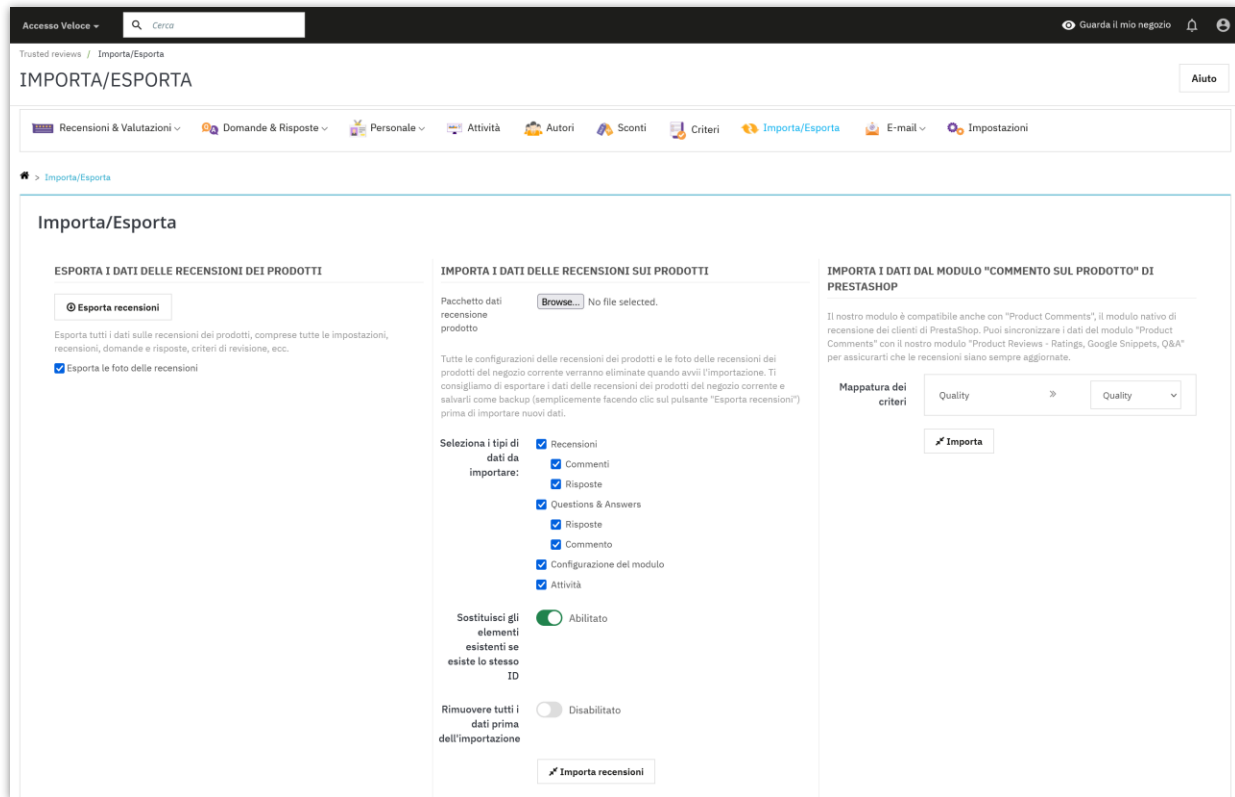 Accesso Veloce
Cerca
Guarda il mio negozio
Trusted reviews / Importa/Esporta
IMPORTA/ESPORTA
Aiuto
Recensioni & Valutazioni
Domande & Risposte
Personale
Attività
Autori
Sconti
Criteri
Importa/Esporta
E-mail
Impostazioni
> Importa/Esporta
Importa/Esporta
ESPORTA I DATI DELLE RECENSIONI DEI PRODOTTI
Esporta recensioni
Esporta tutti i dati sulle recensioni dei prodotti, comprese tutte le impostazioni,
recensioni, domande e risposte, criteri di revisione, ecc.
Esporta le foto delle recensioni
IMPORTA I DATI DELLE RECENSIONI SUI PRODOTTI
Pacchetto dati
recensione
prodotto
Browse... No file selected.
Tutte le configurazioni delle recensioni dei prodotti e le foto delle recensioni dei
prodotti del negozio corrente verranno eliminate quando avvii l'importazione. Ti
consigliamo di esportare i dati delle recensioni dei prodotti del negozio corrente e
salvarli come backup (semplicemente facendo clic sul pulsante "Esporta recensioni")
prima di importare nuovi dati.
Seleziona i tipi di
dati da
importare:
Recensioni
Commenti
Risposte
Questions & Answers
Risposte
Commento
Configurazione del modulo
Attività
Sostituisci gli
elementi
esistenti se
esiste lo stesso
ID
Abilitato
Rimuovere tutti i
dati prima
dell'importazione
Disabilitato
Importa recensioni
IMPORTA I DATI DAL MODULO "COMMENTO SUL PRODOTTO" DI
PRESTASHOP
Il nostro modulo è compatibile anche con "Product Comments", il modulo nativo di
recensione dei clienti di PrestaShop. Puoi sincronizzare i dati del modulo "Product
Comments" con il nostro modulo "Product Reviews - Ratings, Google Snippets, Q&A"
per assicurarti che le recensioni siano sempre aggiornate.
Mappatura dei
criteri
Quality » Quality
Importa